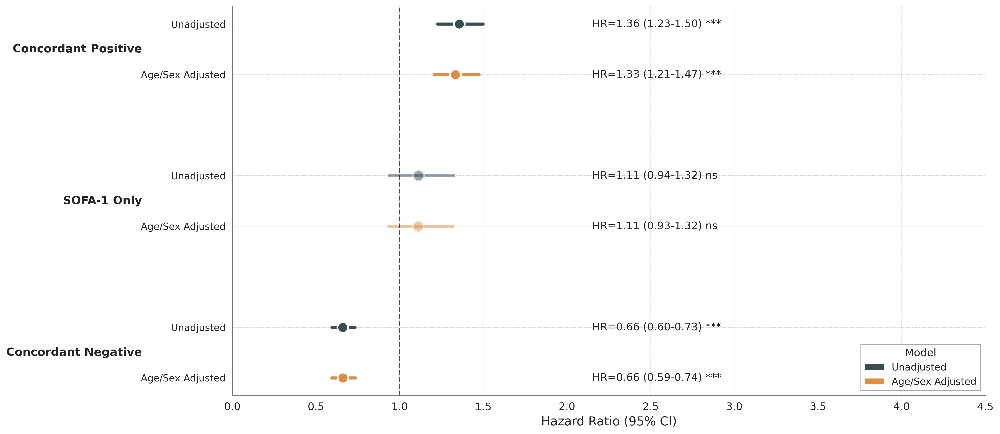 Unadjusted
HR=1.36 (1.23-1.50) ***
Concordant Positive
Age/Sex Adjusted
HR=1.33 (1.21-1.47) ***
Unadjusted
HR=1.11 (0.94-1.32) ns
SOFA-1 Only
Age/Sex Adjusted
HR=1.11 (0.93-1.32) ns
Unadjusted
HR=0.66 (0.60-0.73) ***
Concordant Negative
Age/Sex Adjusted
HR=0.66 (0.59-0.74) ***
Model
Unadjusted
Age/Sex Adjusted
0.0 0.5 1.0 1.5 2.0 2.5 3.0 3.5 4.0 4.5
Hazard Ratio (95% CI)